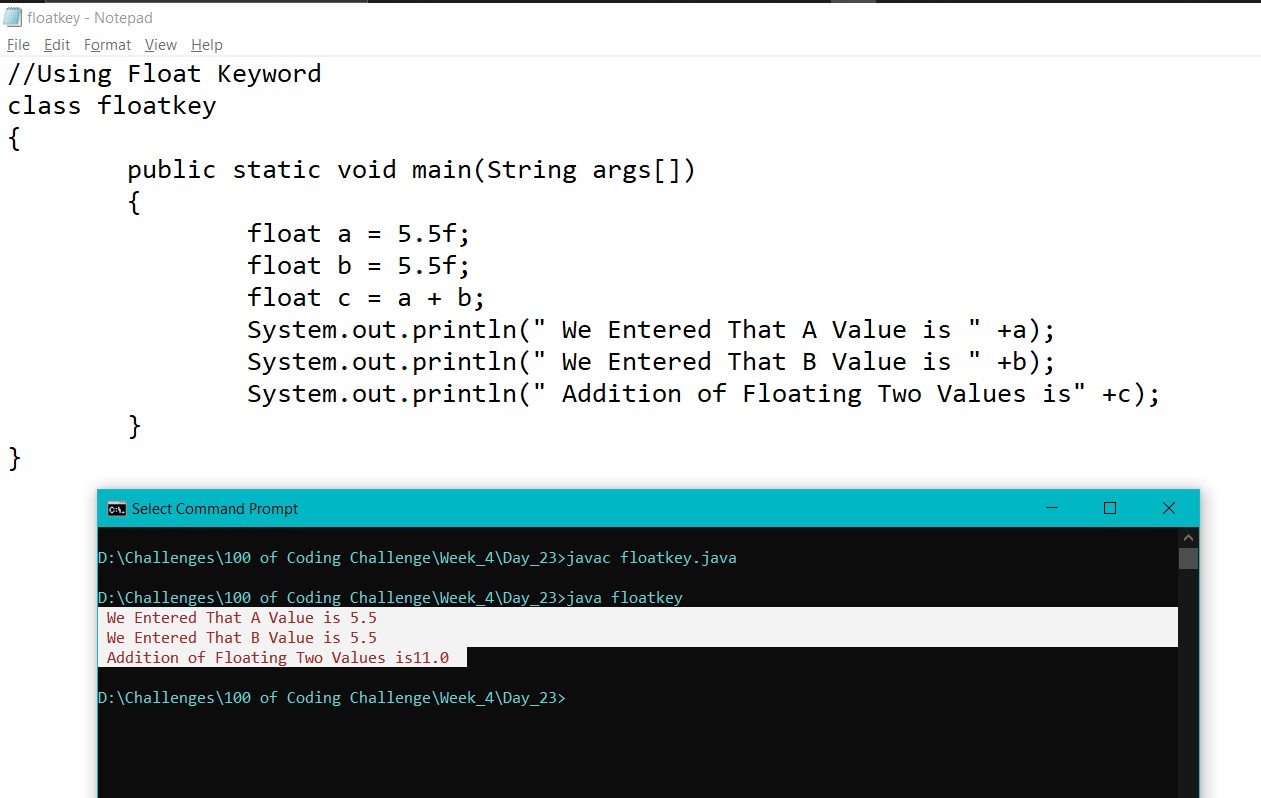 floatkey - Notepad
File Edit Format View Help
//Using Float Keyword
class floatkey
{
public static void main(String args[])
{
float a = 5.5f;
float b = 5.5f;
float c = a + b;
System.out.println(" We Entered That A Value is " +a);
System.out.println(" We Entered That B Value is " +b);
System.out.println(" Addition of Floating Two Values is" +c);
}
}
Select Command Prompt
D:\Challenges\100 of Coding Challenge\Week_4\Day_23>javac floatkey.java
D:\Challenges\100 of Coding Challenge\Week_4\Day_23>java floatkey
We Entered That A Value is 5.5
We Entered That B Value is 5.5
Addition of Floating Two Values is11.0
D:\Challenges\100 of Coding Challenge\Week_4\Day_23>